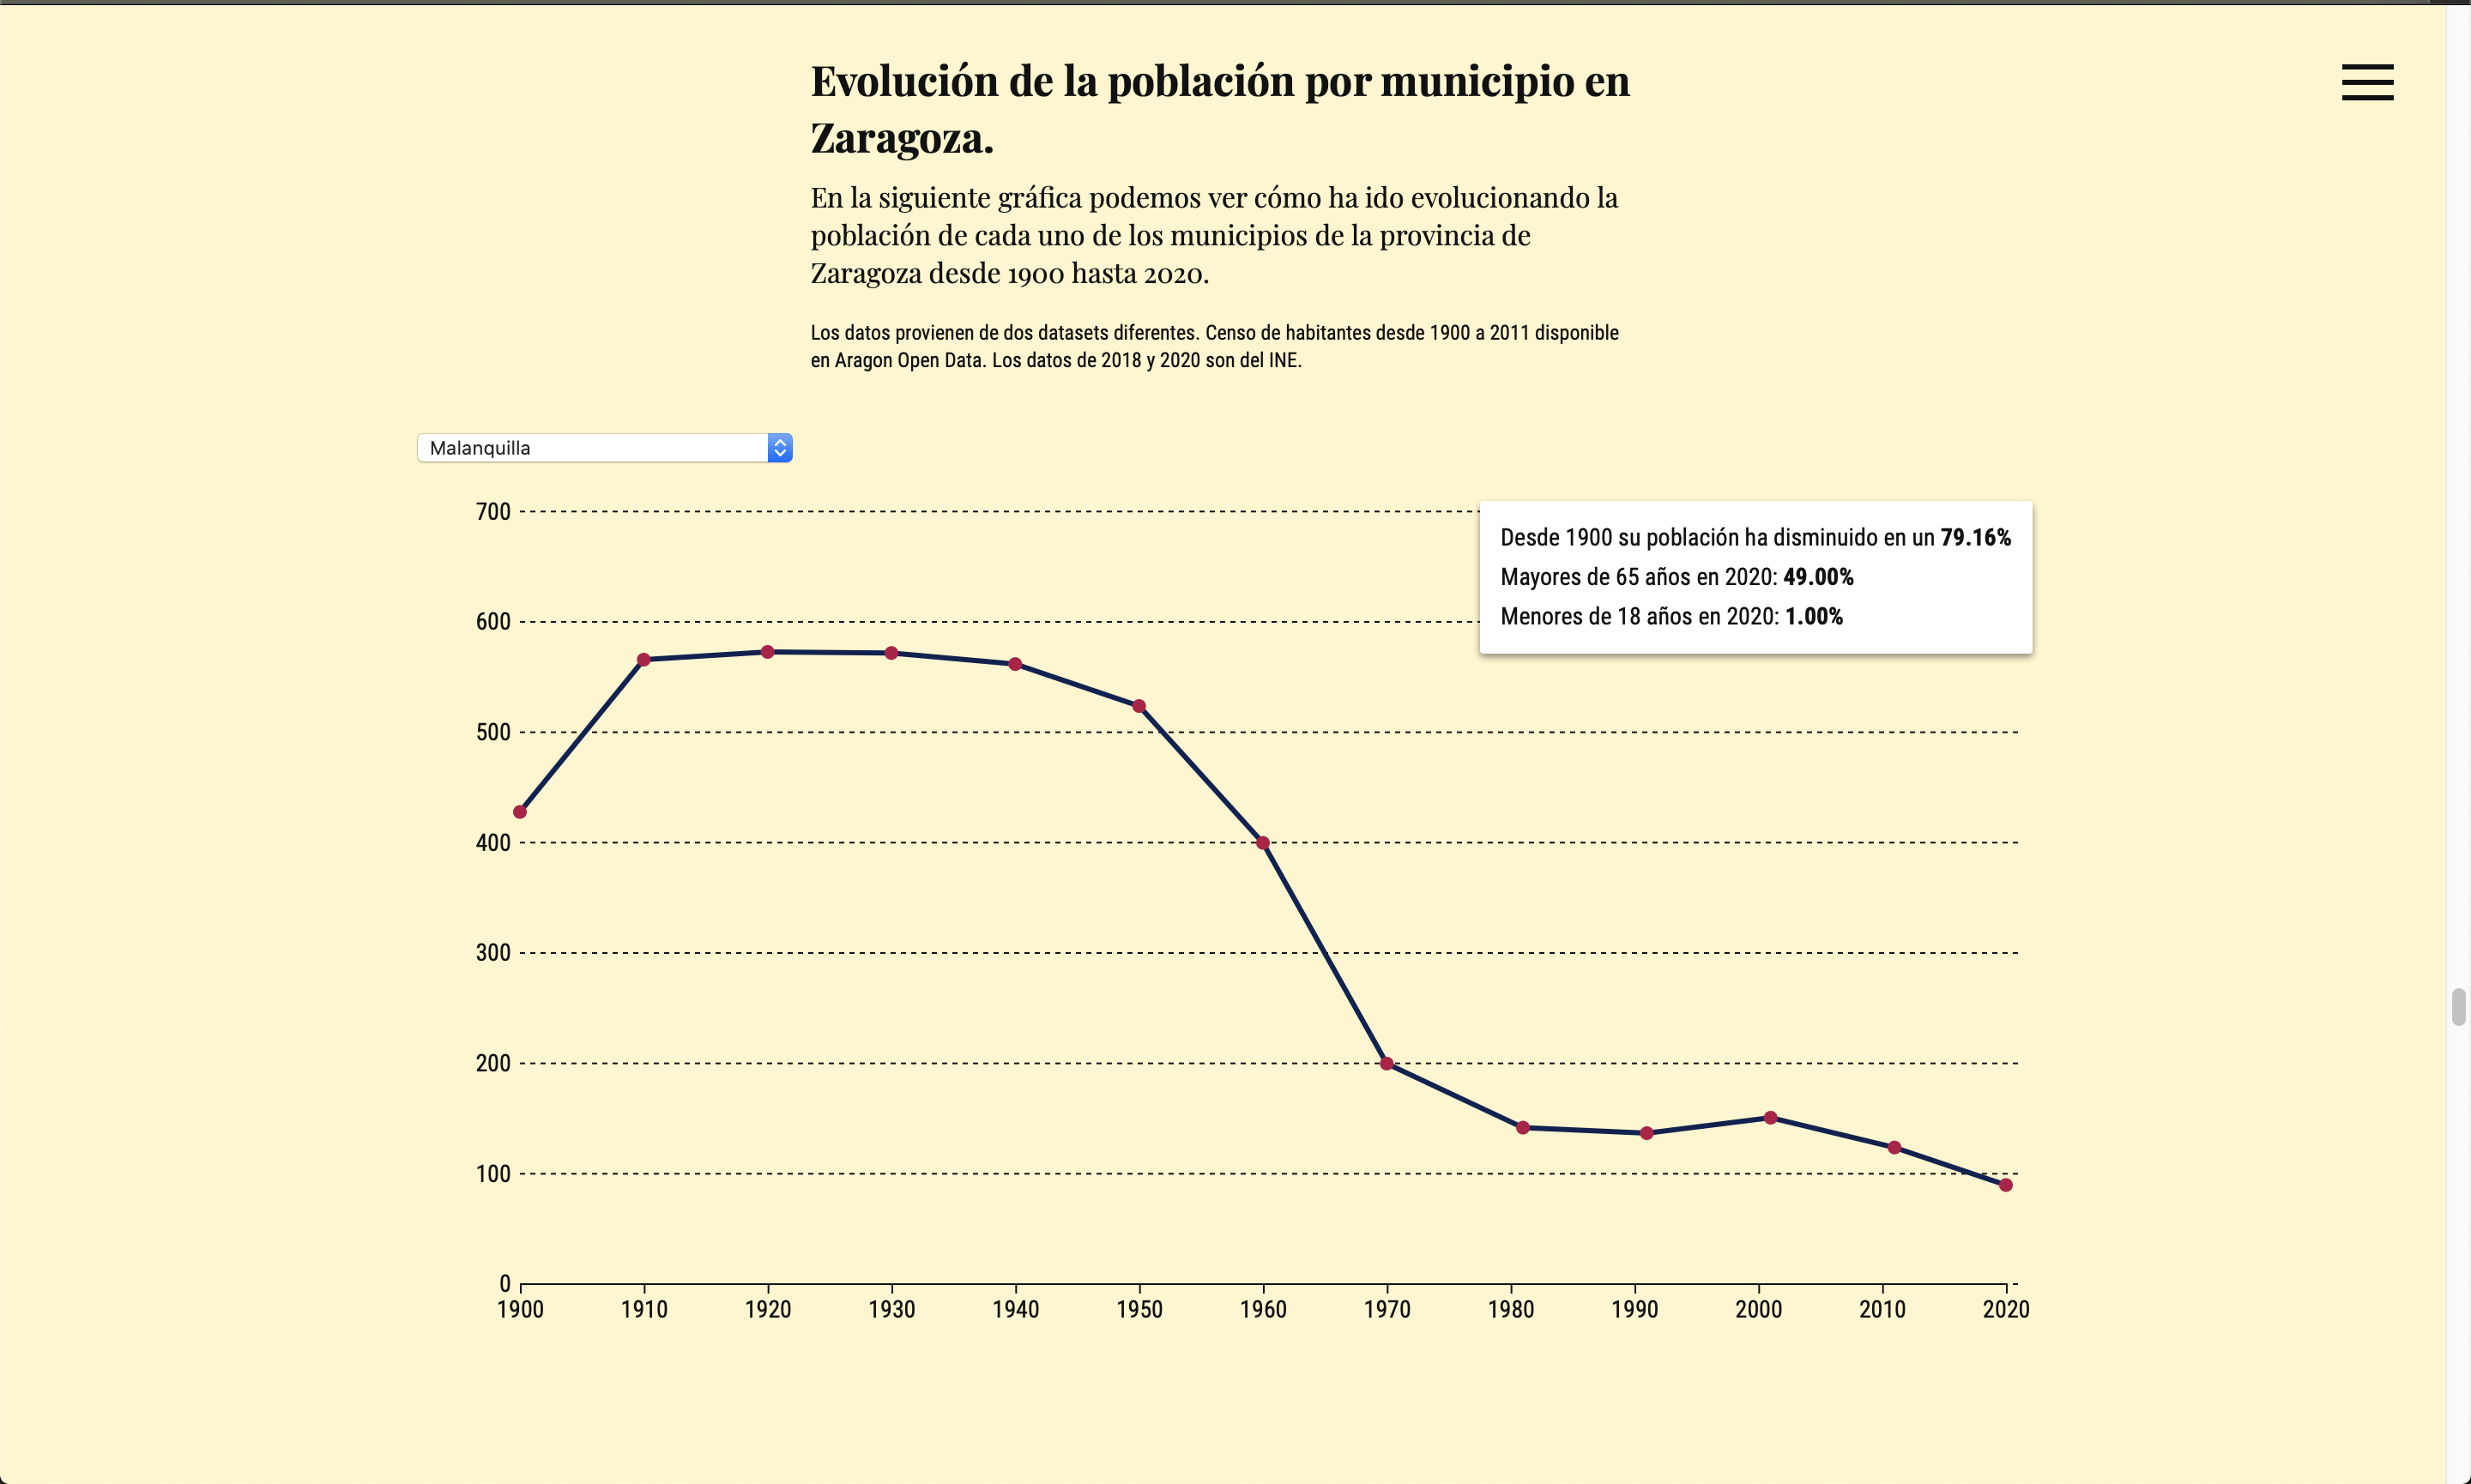 Evolución de la población por municipio en
Zaragoza.
En la siguiente gráfica podemos ver cómo ha ido evolucionando la
población de cada uno de los municipios de la provincia de
Zaragoza desde 1900 hasta 2020.
Los datos provienen de dos datasets diferentes. Censo de habitantes desde 1900 a 2011 disponible
en Aragon Open Data. Los datos de 2018 y 2020 son del INE.
Malanquilla
Desde 1900 su población ha disminuido en un 79.16%
Mayores de 65 años en 2020: 49.00%
Menores de 18 años en 2020: 1.00%
700
600
500
400
300
200
100
0
1900 1910 1920 1930 1940 1950 1960 1970 1980 1990 2000 2010 2020